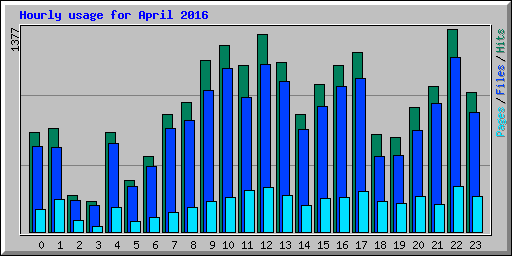 Hourly usage for April 2016
1377
Pages/Files/Hits
0 1 2 3 4 5 6 7 8 9 10 11 12 13 14 15 16 17 18 19 20 21 22 23